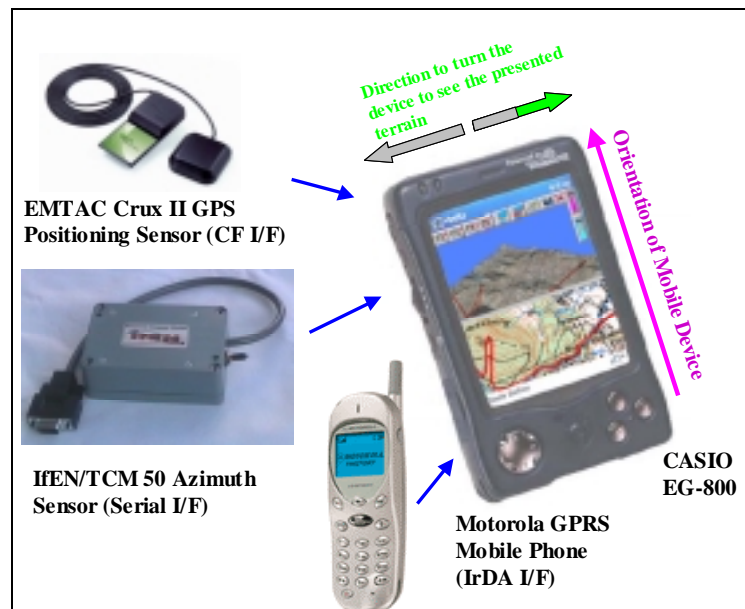 Direction to turn the
device to see the presented
terrain
EMTAC Crux II GPS
Positioning Sensor (CF I/F)
Orientation of Mobile Device
IfEN/TCM 50 Azimuth
Sensor (Serial I/F)
MOTOROLA
Motorola GPRS
Mobile Phone
(IrDA I/F)
CASIO
EG-800